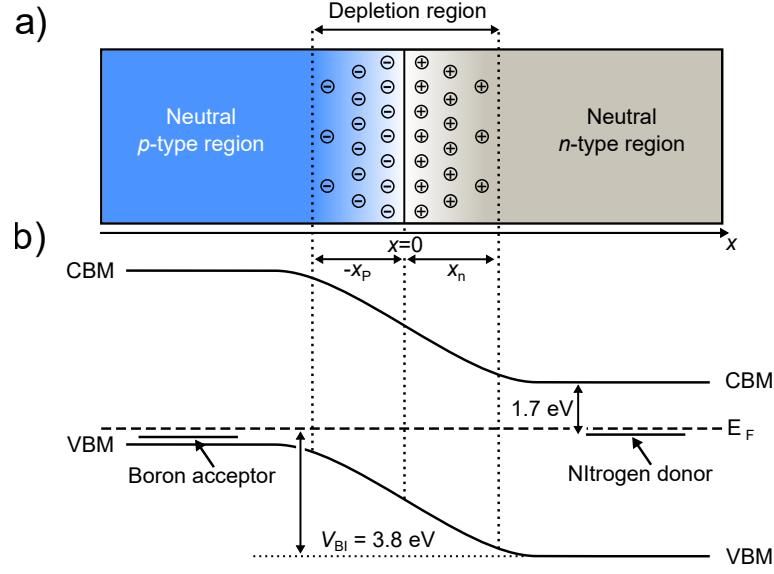 a)
Depletion region
Neutral
p-type region
Neutral
n-type region
b)
x=0
x
-xP
xn
CBM
CBM
1.7 eV
EF
VBM
Boron acceptor
NItrogen donor
VBI = 3.8 eV
VBM